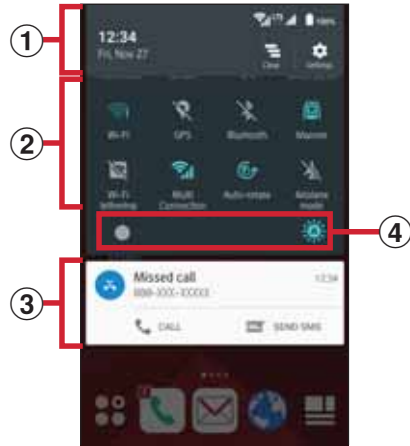 ①
12:34
Fri, Nov 27
Clear
Settings
②
Wi-Fi
GPS
Bluetooth
Manner
Wi-Fi
tethering
Multi
Connection
Auto-rotate
Airplane
mode
④
③
Missed call
12:34
CALL
SEND SMS